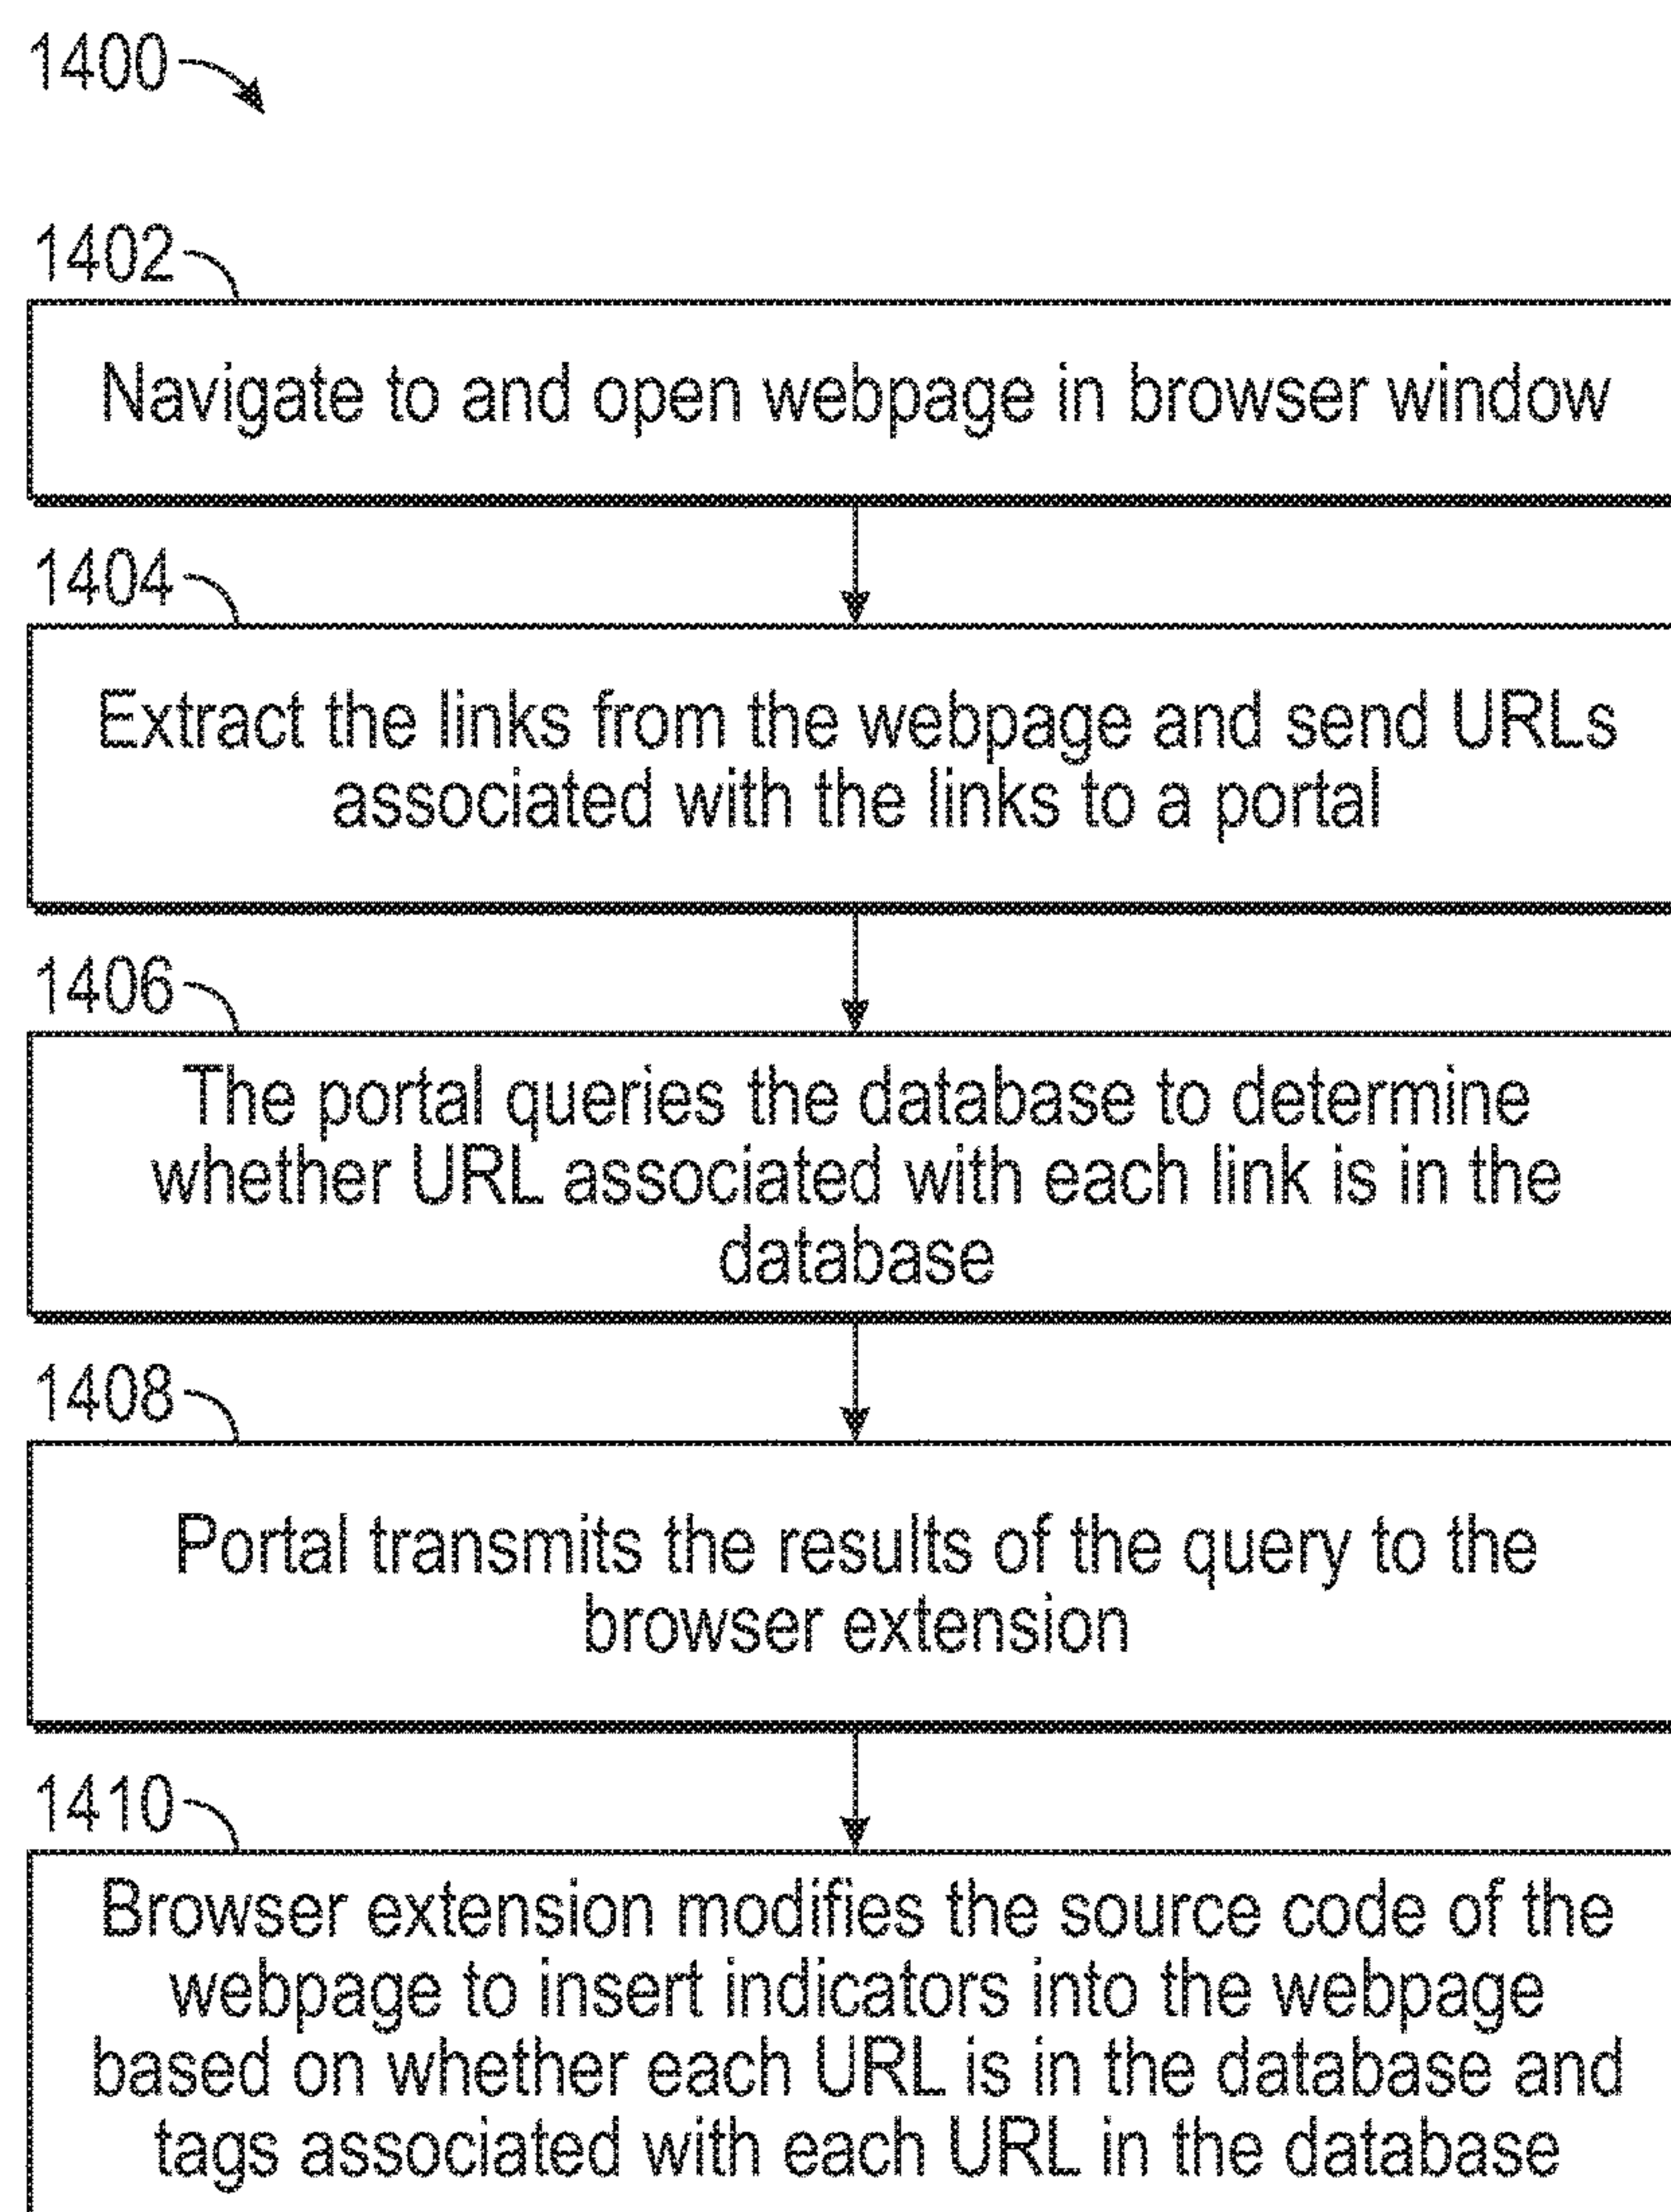 1400
1402
Navigate to and open webpage in browser window
1404
Extract the links from the webpage and send URLs
associated with the links to a portal
1406
The portal queries the database to determine
whether URL associated with each link is in the
database
1408
Portal transmits the results of the query to the
browser extension
1410
Browser extension modifies the source code of the
webpage to insert indicators into the webpage
based on whether each URL is in the database and
tags associated with each URL in the database